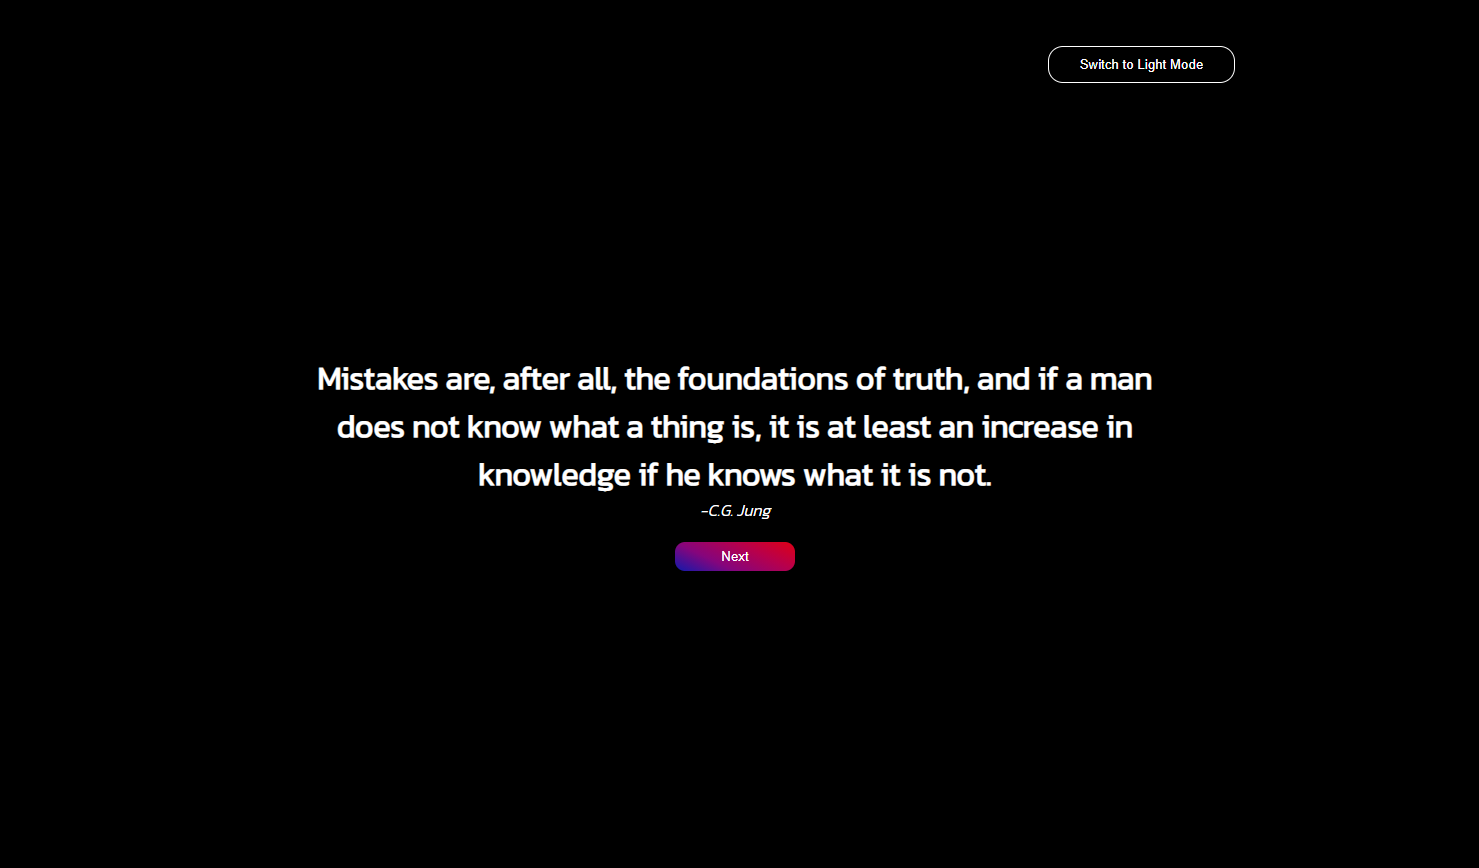 Switch to Light Mode
Mistakes are, after all, the foundations of truth, and if a man
does not know what a thing is, it is at least an increase in
knowledge if he knows what it is not.
-C.G. Jung
Next